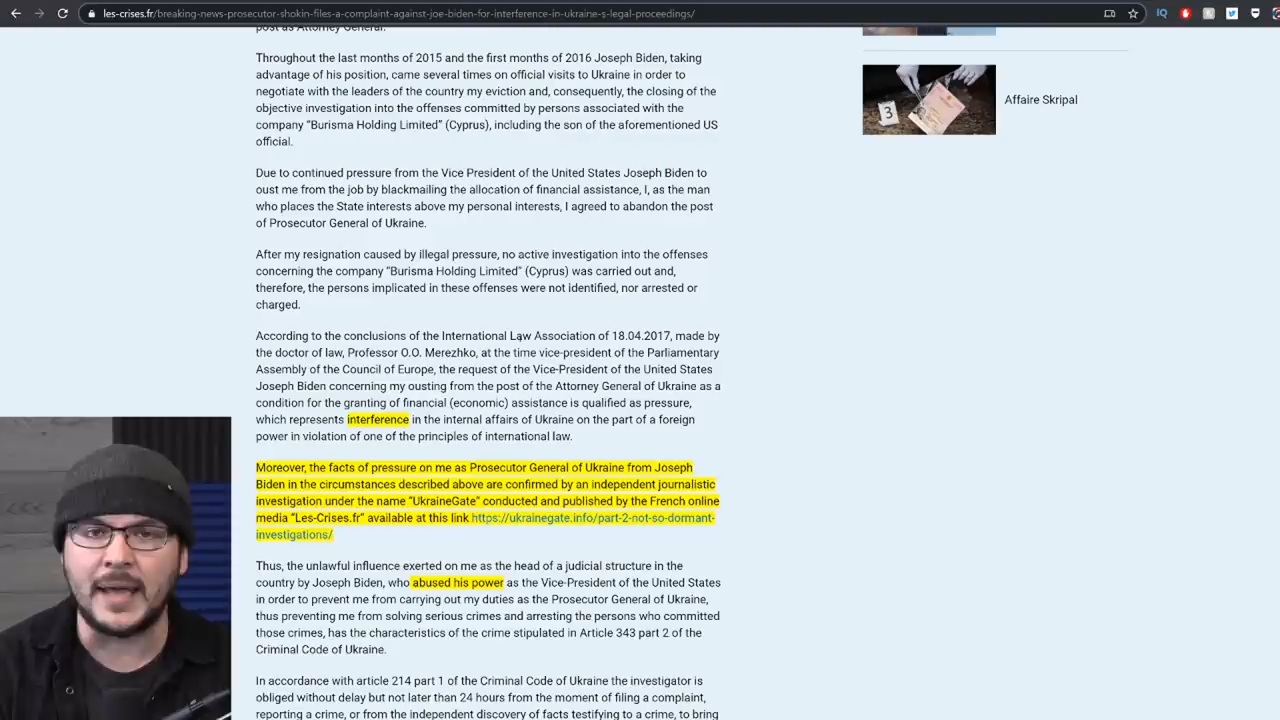 les-crises.fr/breaking-news-prosecutor-shokin-files-a-complaint-against-joe-biden-for-interference-in-ukraine-s-legal-proceedings/
post as Attorney General.
Throughout the last months of 2015 and the first months of 2016 Joseph Biden, taking
advantage of his position, came several times on official visits to Ukraine in order to
negotiate with the leaders of the country my eviction and, consequently, the closing of the
objective investigation into the offenses committed by persons associated with the
company “Burisma Holding Limited” (Cyprus), including the son of the aforementioned US
official.
Due to continued pressure from the Vice President of the United States Joseph Biden to
oust me from the job by blackmailing the allocation of financial assistance, I, as the man
who places the State interests above my personal interests, I agreed to abandon the post
of Prosecutor General of Ukraine.
After my resignation caused by illegal pressure, no active investigation into the offenses
concerning the company “Burisma Holding Limited” (Cyprus) was carried out and,
therefore, the persons implicated in these offenses were not identified, nor arrested or
charged.
According to the conclusions of the International Law Association of 18.04.2017, made by
the doctor of law, Professor O.O. Merezhko, at the time vice-president of the Parliamentary
Assembly of the Council of Europe, the request of the Vice-President of the United States
Joseph Biden concerning my ousting from the post of the Attorney General of Ukraine as a
condition for the granting of financial (economic) assistance is qualified as pressure,
which represents interference in the internal affairs of Ukraine on the part of a foreign
power in violation of one of the principles of international law.
Moreover, the facts of pressure on me as Prosecutor General of Ukraine from Joseph
Biden in the circumstances described above are confirmed by an independent journalistic
investigation under the name “UkraineGate” conducted and published by the French online
media “Les-Crises.fr” available at this link https://ukrainegate.info/part-2-not-so-dormant-
investigations/
Thus, the unlawful influence exerted on me as the head of a judicial structure in the
country by Joseph Biden, who abused his power as the Vice-President of the United States
in order to prevent me from carrying out my duties as the Prosecutor General of Ukraine,
thus preventing me from solving serious crimes and arresting the persons who committed
those crimes, has the characteristics of the crime stipulated in Article 343 part 2 of the
Criminal Code of Ukraine.
In accordance with article 214 part 1 of the Criminal Code of Ukraine the investigator is
obliged without delay but not later than 24 hours from the moment of filing a complaint,
reporting a crime, or from the independent discovery of facts testifying to a crime, to bring
3
Affaire Skripal
IQ